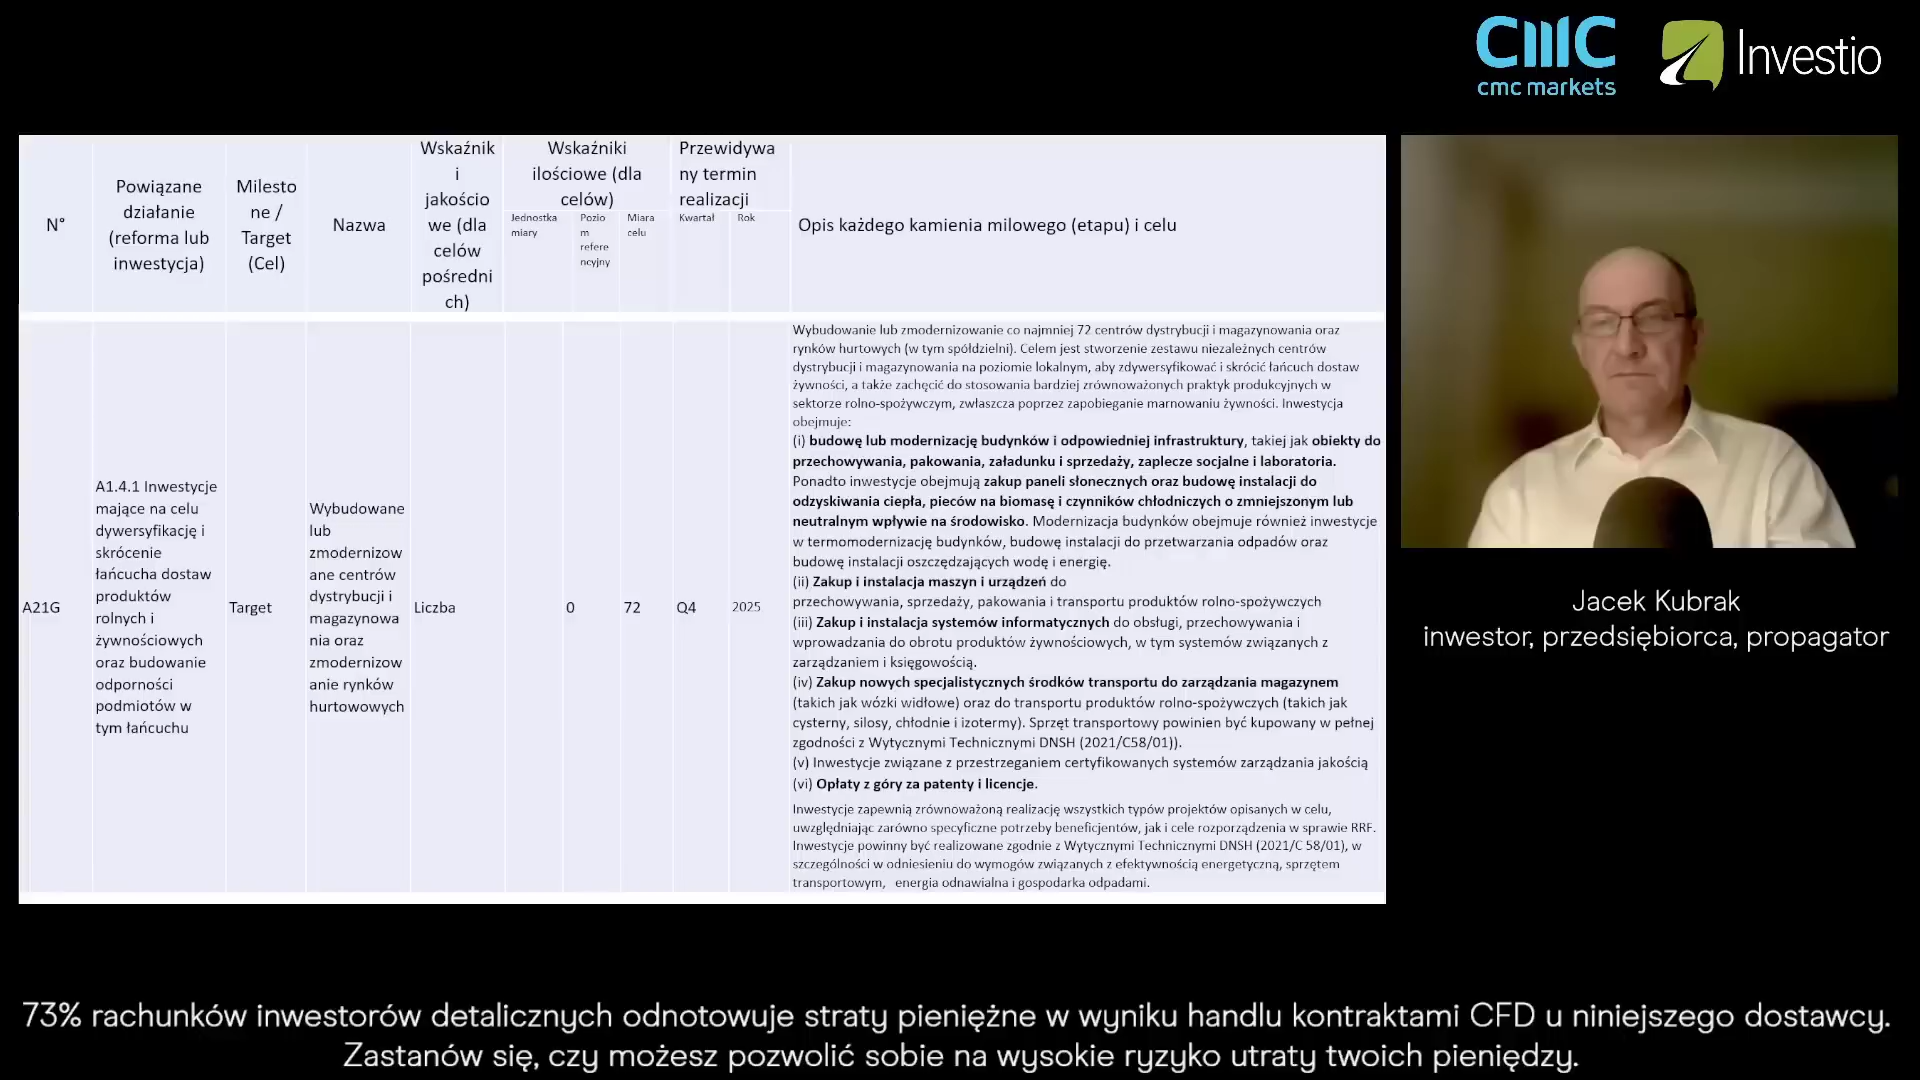 cmc
cmc markets
Investio
N°
Powiązane
działanie
(reforma lub
inwestycja)
Milesto
ne /
Target
(Cel)
Nazwa
Wskaźnik
i
jakościo
we (dla
celów
pośredni
ch)
Wskaźniki
ilościowe (dla
celów)
Jednostka
miary
Pozio
m
refere
ncyjny
Miara
celu
Przewidywa
ny termin
realizacji
Kwartał
Rok
Opis każdego kamienia milowego (etapu) i celu
A21G
A1.4.1 Inwestycje
mające na celu
dywersyfikację i
skrócenie
łańcucha dostaw
produktów
rolnych i
żywnościowych
oraz budowanie
odporności
podmiotów w
tym łańcuchu
Target
Wybudowane
lub
zmodernizow
ane centrów
dystrybucji i
magazynowa
nia oraz
zmodernizow
anie rynków
hurtowowych
Liczba
0
72
Q4
2025
Wybudowanie lub zmodernizowanie co najmniej 72 centrów dystrybucji i magazynowania oraz
rynków hurtowych (w tym spółdzielni). Celem jest stworzenie zestawu niezależnych centrów
dystrybucji i magazynowania na poziomie lokalnym, aby zdywersyfikować i skrócić łańcuch dostaw
żywności, a także zachęcić do stosowania bardziej zrównoważonych praktyk produkcyjnych w
sektorze rolno-spożywczym, zwłaszcza poprzez zapobieganie marnowaniu żywności. Inwestycja
obejmuje:
(i) budowę lub modernizację budynków i odpowiedniej infrastruktury, takiej jak obiekty do
przechowywania, pakowania, załadunku i sprzedaży, zaplecze socjalne i laboratoria.
Ponadto inwestycje obejmują zakup paneli słonecznych oraz budowę instalacji do
odzyskiwania ciepła, pieców na biomasę i czynników chłodniczych o zmniejszonym lub
neutralnym wpływie na środowisko. Modernizacja budynków obejmuje również inwestycje
w termomodernizację budynków, budowę instalacji do przetwarzania odpadów oraz
budowę instalacji oszczędzających wodę i energię.
(ii) Zakup i instalacja maszyn i urządzeń do
przechowywania, sprzedaży, pakowania i transportu produktów rolno-spożywczych
(iii) Zakup i instalacja systemów informatycznych do obsługi, przechowywania i
wprowadzania do obrotu produktów żywnościowych, w tym systemów związanych z
zarządzaniem i księgowością.
(iv) Zakup nowych specjalistycznych środków transportu do zarządzania magazynem
(takich jak wózki widłowe) oraz do transportu produktów rolno-spożywczych (takich jak
cysterny, silosy, chłodnie i izotermy). Sprzęt transportowy powinien być kupowany w pełnej
zgodności z Wytycznymi Technicznymi DNSH (2021/C58/01)).
(v) Inwestycje związane z przestrzeganiem certyfikowanych systemów zarządzania jakością
(vi) Opłaty z góry za patenty i licencje.
Inwestycje zapewnią zrównoważoną realizację wszystkich typów projektów opisanych w celu,
uwzględniając zarówno specyficzne potrzeby beneficjentów, jak i cele rozporządzenia w sprawie RRF.
Inwestycje powinny być realizowane zgodnie z Wytycznymi Technicznymi DNSH (2021/C 58/01), w
szczególności w odniesieniu do wymogów związanych z efektywnością energetyczną, sprzętem
transportowym, energia odnawialna i gospodarka odpadami.
Jacek Kubrak
inwestor, przedsiębiorca, propagator
73% rachunków inwestorów detalicznych odnotowuje straty pieniężne w wyniku handlu kontraktami CFD u niniejszego dostawcy.
Zastanów się, czy możesz pozwolić sobie na wysokie ryzyko utraty twoich pieniędzy.